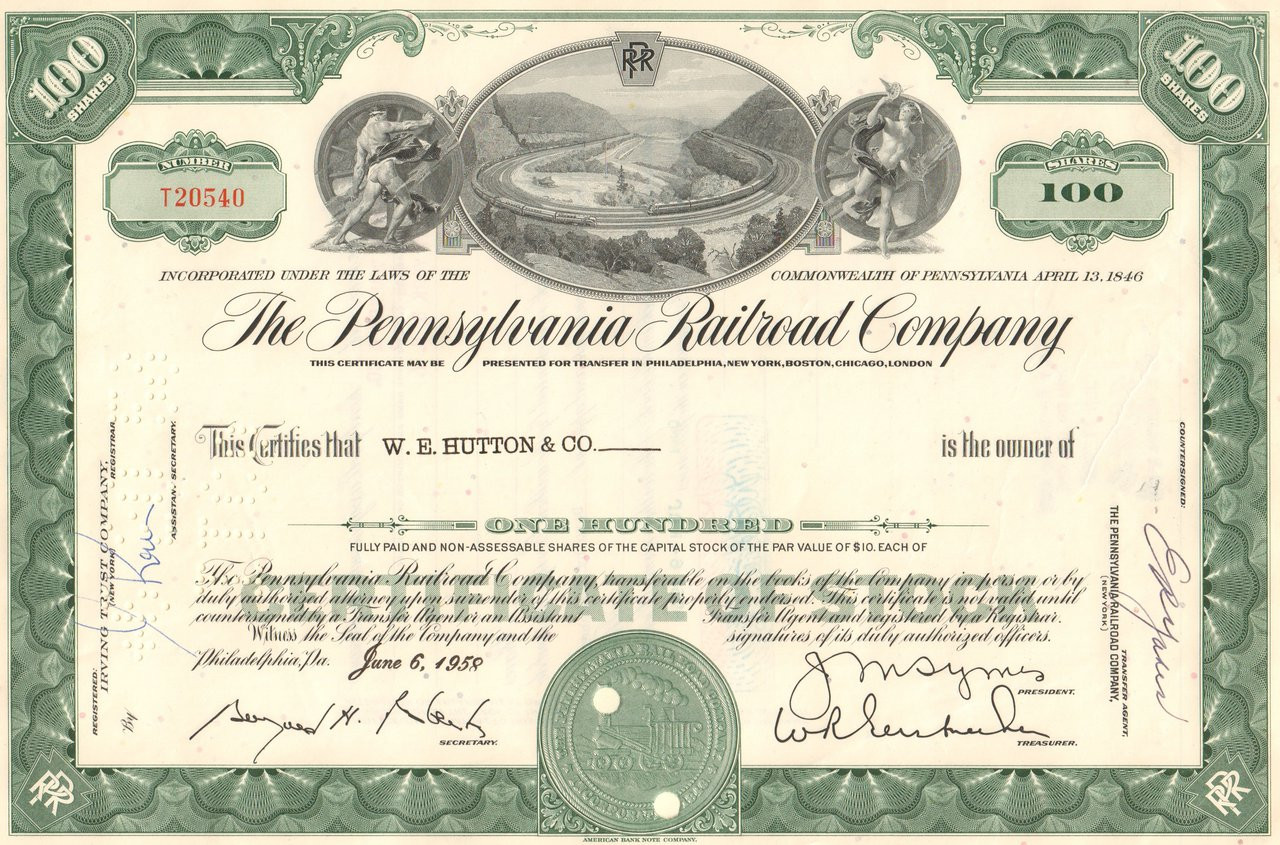 100 SHARES
PRR
100 SHARES
NUMBER
T20540
SHARES
100
INCORPORATED UNDER THE LAWS OF THE COMMONWEALTH OF PENNSYLVANIA APRIL 13, 1846
The Pennsylvania Railroad Company
THIS CERTIFICATE MAY BE PRESENTED FOR TRANSFER IN PHILADELPHIA, NEW YORK, BOSTON, CHICAGO, LONDON
This Certifies that W. E. HUTTON & CO. is the owner of
ONE HUNDRED
FULLY PAID AND NON-ASSESSABLE SHARES OF THE CAPITAL STOCK OF THE PAR VALUE OF $10. EACH OF
The Pennsylvania Railroad Company, transferable on the books of the Company in person or by
duly authorized attorney upon surrender of this certificate properly endorsed. This certificate is not valid until
countersigned by a Transfer Agent or an Assistant Transfer Agent and registered by a Registrar.
Witness the Seal of the Company and the signatures of its duly authorized officers.
CERTIFICATE OF STOCK
Philadelphia, Pa. June 6, 1958
SECRETARY.
J M Symes
PRESIDENT.
TREASURER.
REGISTERED:
IRVING TRUST COMPANY,
(NEW YORK) REGISTRAR.
By
ASSISTAN. SECRETARY.
COUNTERSIGNED:
THE PENNSYLVANIA RAILROAD COMPANY,
(NEW YORK) TRANSFER AGENT,
PRR
PRR
AMERICAN BANK NOTE COMPANY.